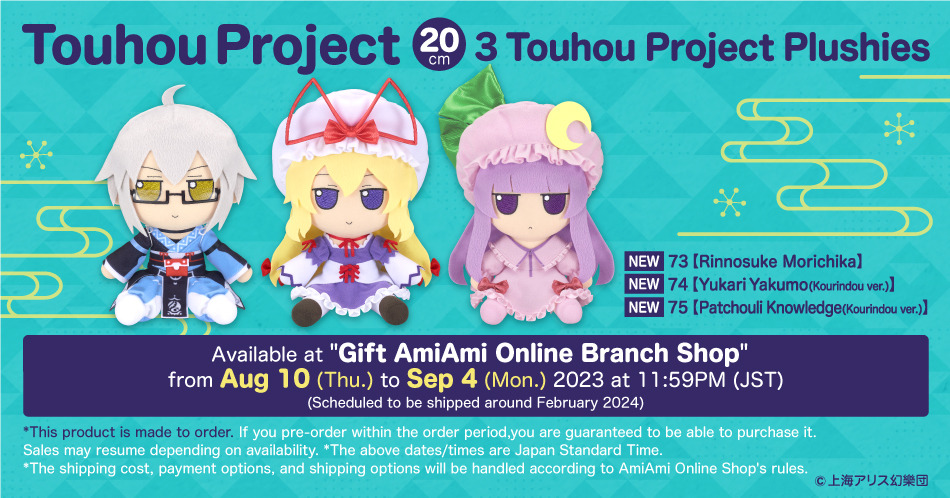 Touhou Project 20cm 3 Touhou Project Plushies
NEW 73【Rinnosuke Morichika】
NEW 74【Yukari Yakumo(Kourindou ver.)】
NEW 75【Patchouli Knowledge(Kourindou ver.)】
Available at "Gift AmiAmi Online Branch Shop"
from Aug 10 (Thu.) to Sep 4 (Mon.) 2023 at 11:59PM (JST)
(Scheduled to be shipped around February 2024)
*This product is made to order. If you pre-order within the order period,you are guaranteed to be able to purchase it.
Sales may resume depending on availability. *The above dates/times are Japan Standard Time.
*The shipping cost, payment options, and shipping options will be handled according to AmiAmi Online Shop's rules.
© 上海アリス幻樂団